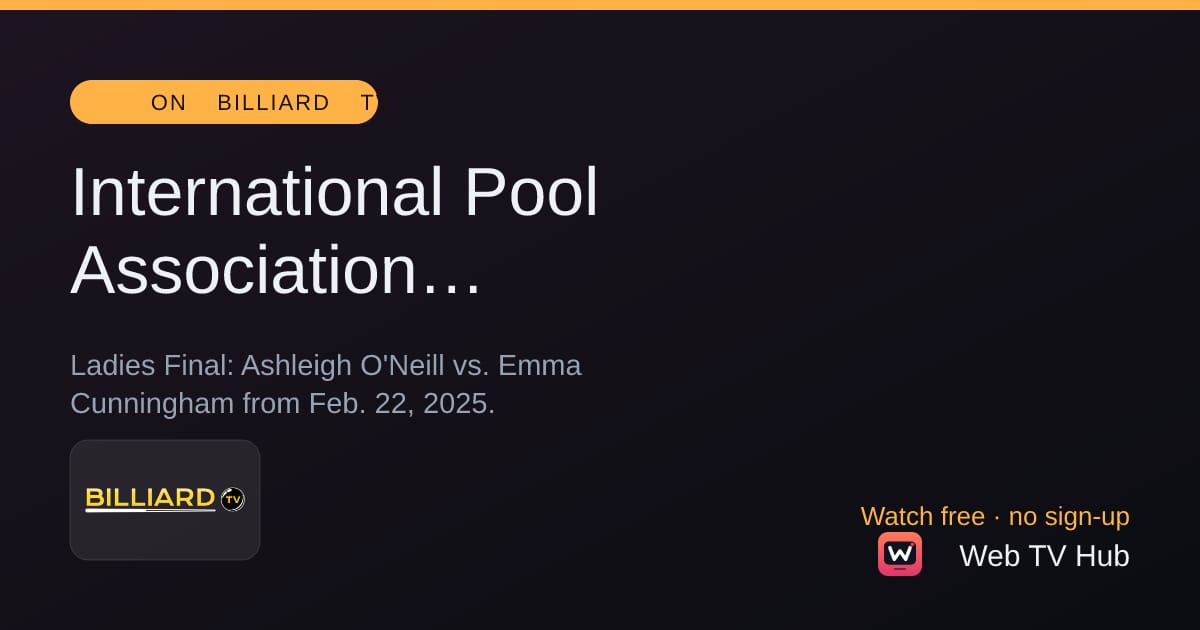 ON BILLIARD T
International Pool
Association…
Ladies Final: Ashleigh O'Neill vs. Emma
Cunningham from Feb. 22, 2025.
BILLIARD TV
Watch free · no sign-up
W Web TV Hub